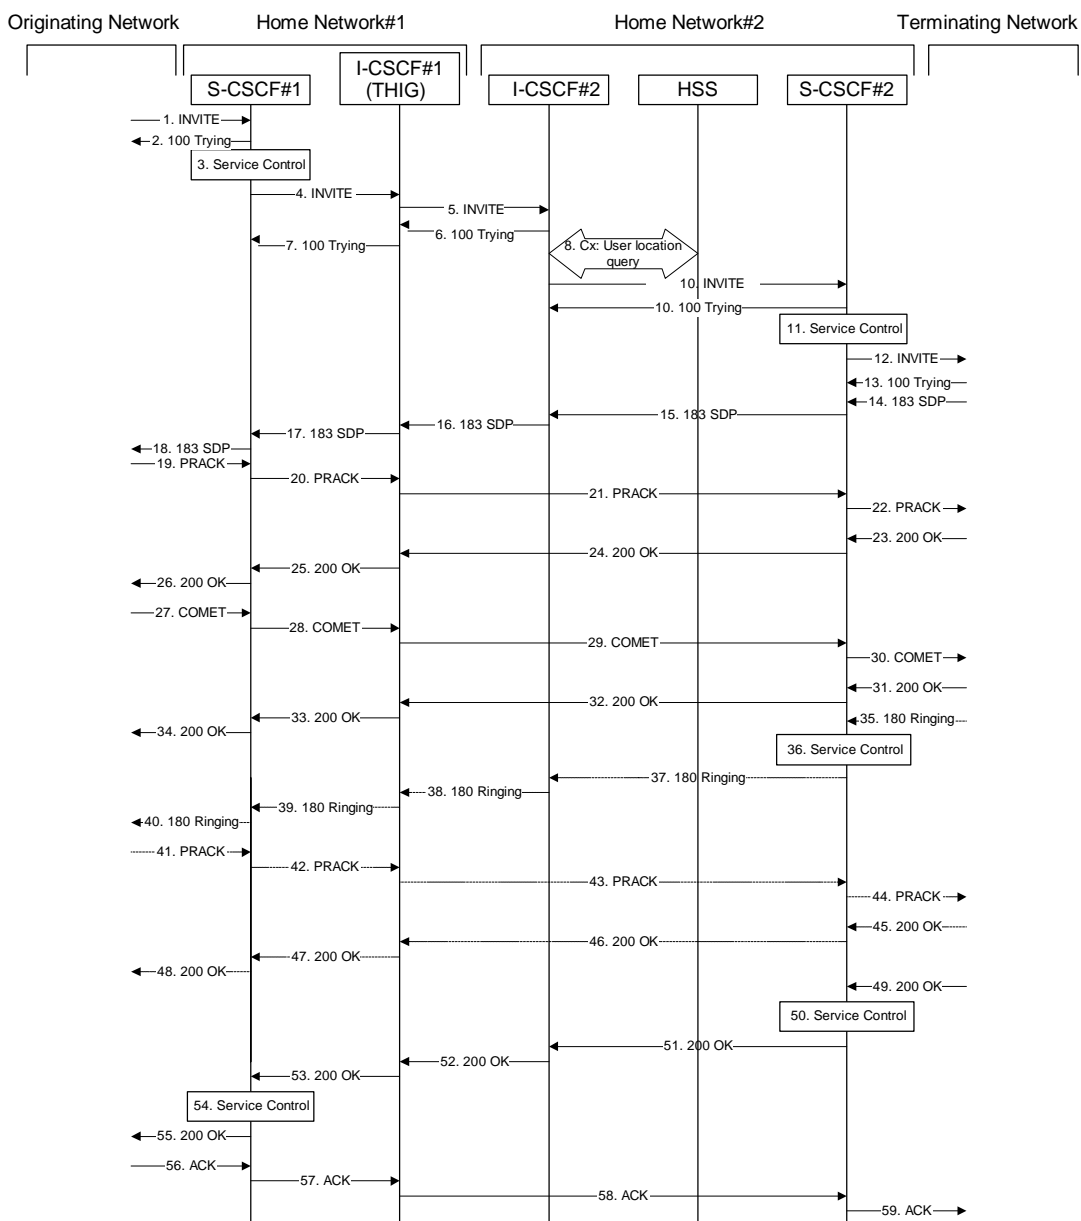 Originating Network
Home Network#1
Home Network#2
Terminating Network
S-CSCF#1
I-CSCF#1
(THIG)
I-CSCF#2
HSS
S-CSCF#2
1. INVITE
2. 100 Trying
3. Service Control
4. INVITE
5. INVITE
6. 100 Trying
7. 100 Trying
8. Cx: User location
query
10. INVITE
10. 100 Trying
11. Service Control
12. INVITE
13. 100 Trying
14. 183 SDP
15. 183 SDP
16. 183 SDP
17. 183 SDP
18. 183 SDP
19. PRACK
20. PRACK
21. PRACK
22. PRACK
23. 200 OK
24. 200 OK
25. 200 OK
26. 200 OK
27. COMET
28. COMET
29. COMET
30. COMET
31. 200 OK
32. 200 OK
33. 200 OK
34. 200 OK
35. 180 Ringing
36. Service Control
37. 180 Ringing
38. 180 Ringing
39. 180 Ringing
40. 180 Ringing
41. PRACK
42. PRACK
43. PRACK
44. PRACK
45. 200 OK
46. 200 OK
47. 200 OK
48. 200 OK
49. 200 OK
50. Service Control
51. 200 OK
52. 200 OK
53. 200 OK
54. Service Control
55. 200 OK
56. ACK
57. ACK
58. ACK
59. ACK